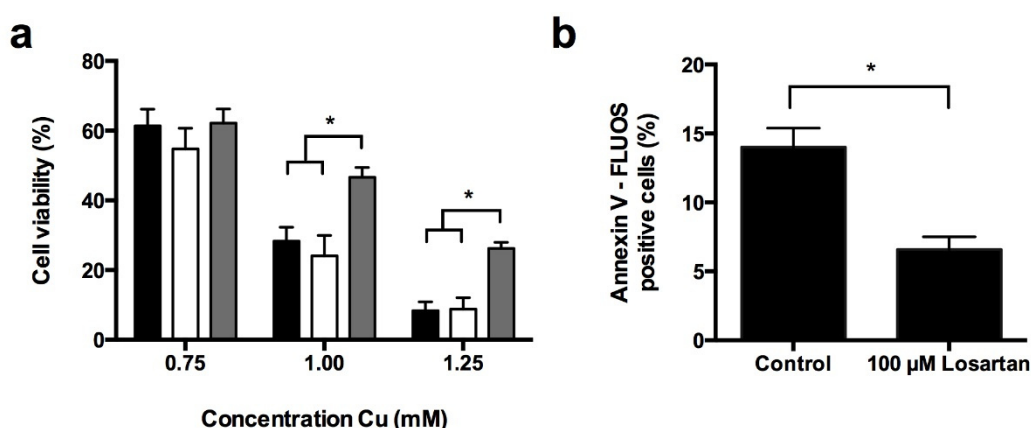 a
Cell viability (%)
80
60
40
20
0
*
*
0.75
1.00
1.25
Concentration Cu (mM)
b
Annexin V - FLUOS
positive cells (%)
20
15
10
5
0
*
Control
100 µM Losartan